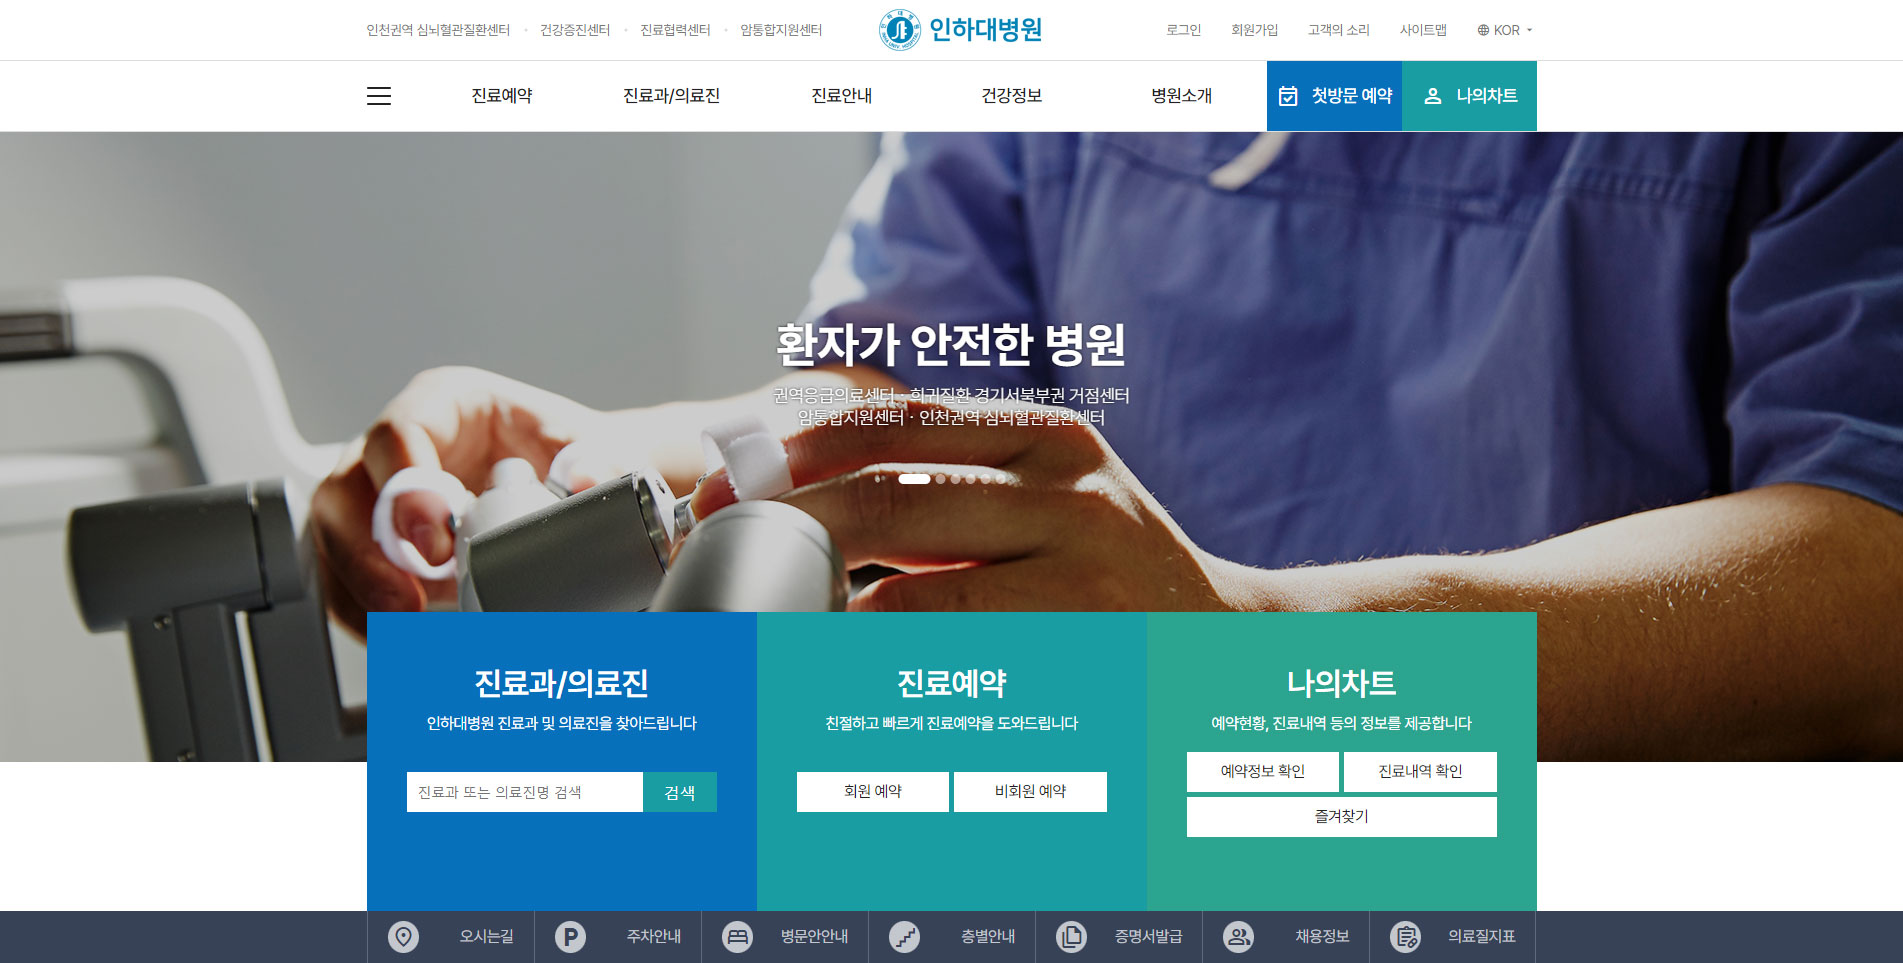 인천권역 심뇌혈관질환센터
건강증진센터
진료협력센터
암통합지원센터
인하대병원
로그인
회원가입
고객의 소리
사이트맵
KOR
진료예약
진료과/의료진
진료안내
건강정보
병원소개
첫방문 예약
나의차트
환자가 안전한 병원
권역응급의료센터 · 희귀질환 경기서북부권 거점센터
암통합지원센터 · 인천권역 심뇌혈관질환센터
진료과/의료진
인하대병원 진료과 및 의료진을 찾아드립니다
진료과 또는 의료진명 검색
검색
진료예약
친절하고 빠르게 진료예약을 도와드립니다
회원 예약
비회원 예약
나의차트
예약현황, 진료내역 등의 정보를 제공합니다
예약정보 확인
진료내역 확인
즐겨찾기
오시는길
P
주차안내
병문안안내
층별안내
증명서발급
채용정보
의료질지표